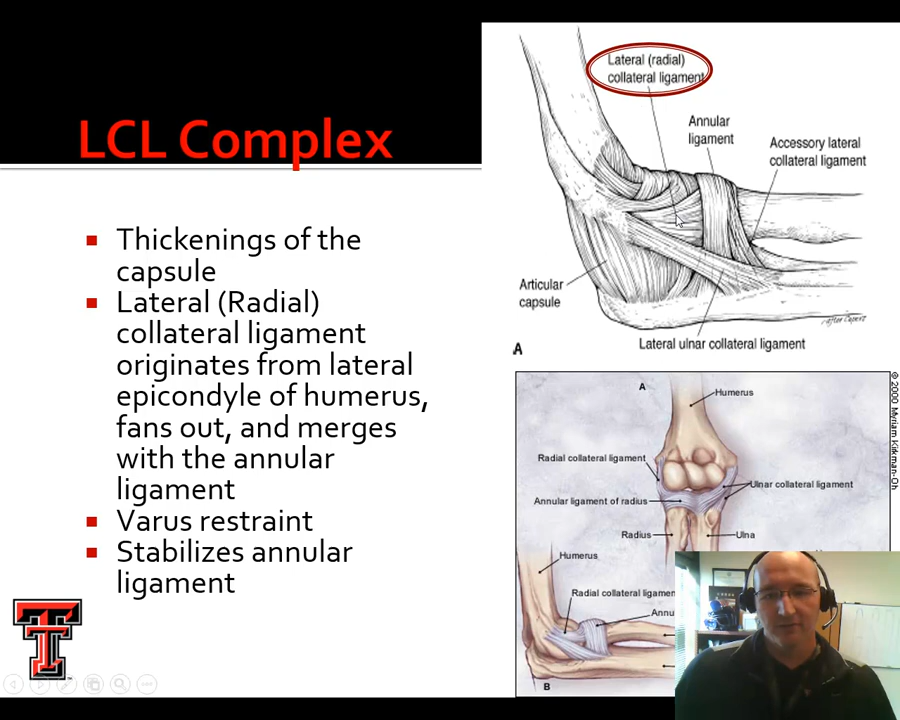 LCL Complex
Thickenings of the
capsule
Lateral (Radial)
collateral ligament
originates from lateral
epicondyle of humerus,
fans out, and merges
with the annular
ligament
Varus restraint
Stabilizes annular
ligament
Lateral (radial)
collateral ligament
Annular
ligament
Accessory lateral
collateral ligament
Articular
capsule
Lateral ulnar collateral ligament
A
A
Humerus
Radial collateral ligament
Ulnar collateral ligament
Annular ligament of radius
Radius
Ulna
Humerus
Radial collateral ligamen
Annu
B
© 2000 Myriam Kirkman-Oh